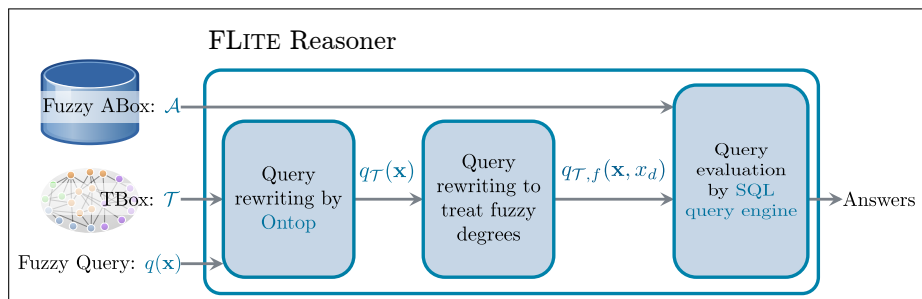 FLITE Reasoner
Fuzzy ABox: 𝒜
TBox: 𝒯
Fuzzy Query: q(x)
Query
rewriting by
Ontop
q𝒯(x)
Query
rewriting to
treat fuzzy
degrees
q𝒯,f(x, x_d)
Query
evaluation
by SQL
query engine
Answers